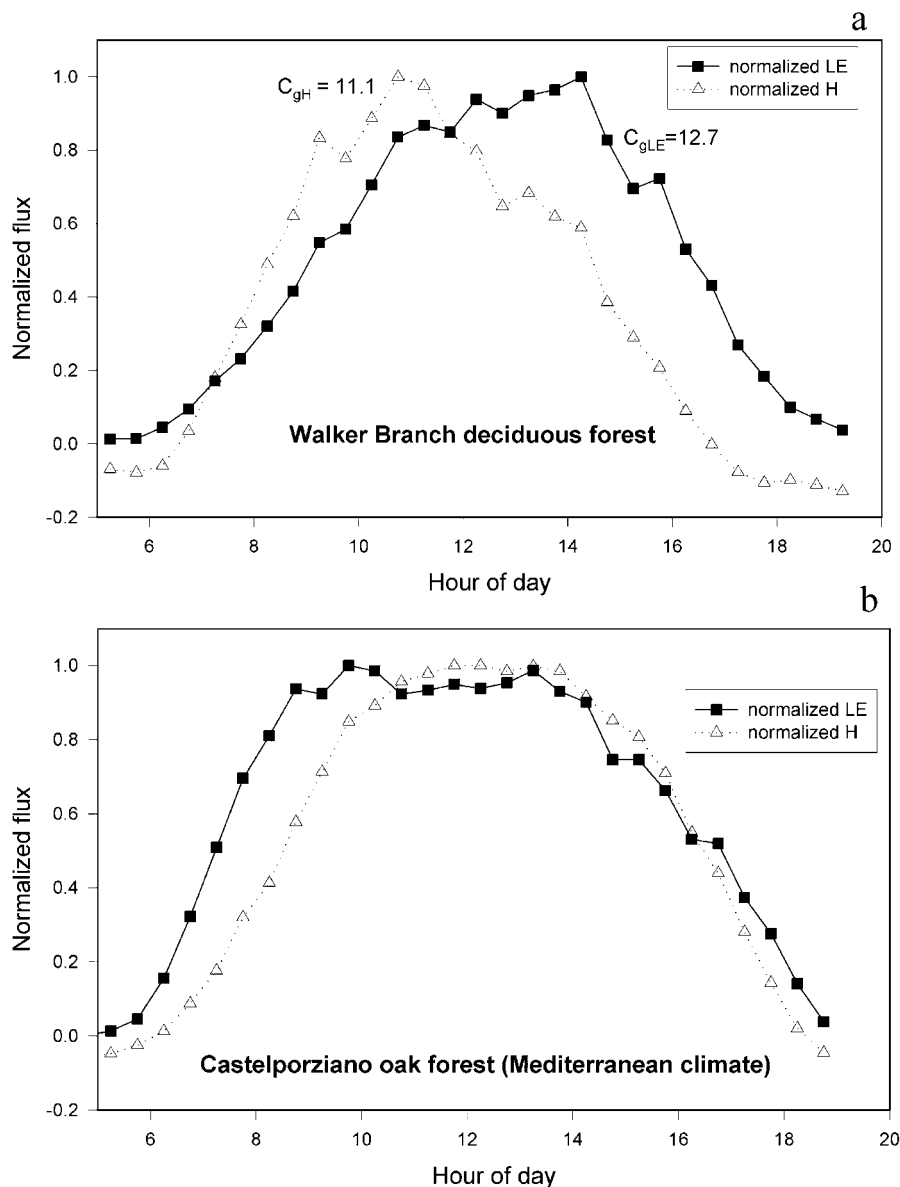 a
normalized LE
normalized H
C_gH = 11.1
C_gLE=12.7
1.0
0.8
0.6
0.4
0.2
0.0
-0.2
Normalized flux
Walker Branch deciduous forest
6 8 10 12 14 16 18 20
Hour of day
b
normalized LE
normalized H
1.0
0.8
0.6
0.4
0.2
0.0
-0.2
Normalized flux
Castelporziano oak forest (Mediterranean climate)
6 8 10 12 14 16 18 20
Hour of day